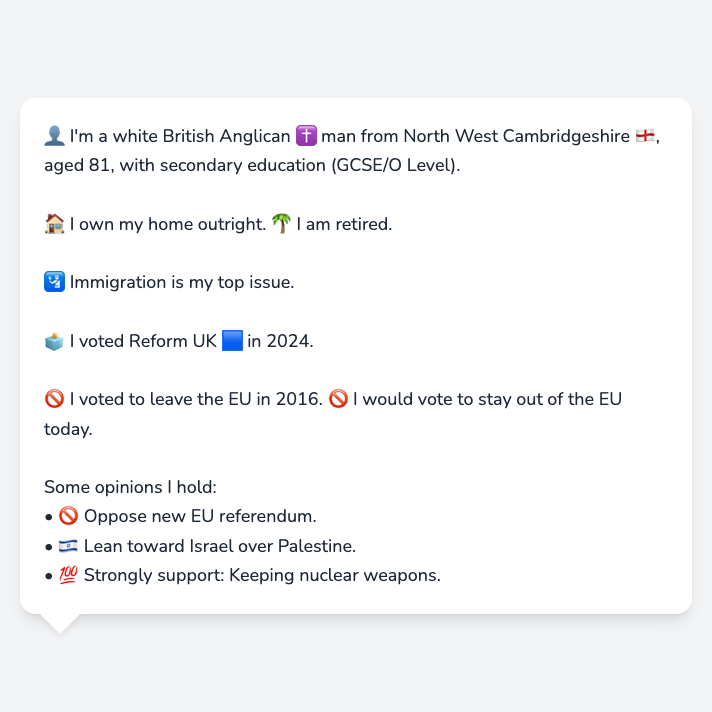 👤 I'm a white British Anglican ✝️ man from North West Cambridgeshire 🏴󠁧󠁢󠁥󠁮󠁧󠁿,
aged 81, with secondary education (GCSE/O Level).
🏠 I own my home outright. 🌴 I am retired.
🛂 Immigration is my top issue.
🗳️ I voted Reform UK 🟦 in 2024.
🚫 I voted to leave the EU in 2016. 🚫 I would vote to stay out of the EU
today.
Some opinions I hold:
• 🚫 Oppose new EU referendum.
• 🇮🇱 Lean toward Israel over Palestine.
• 💯 Strongly support: Keeping nuclear weapons.